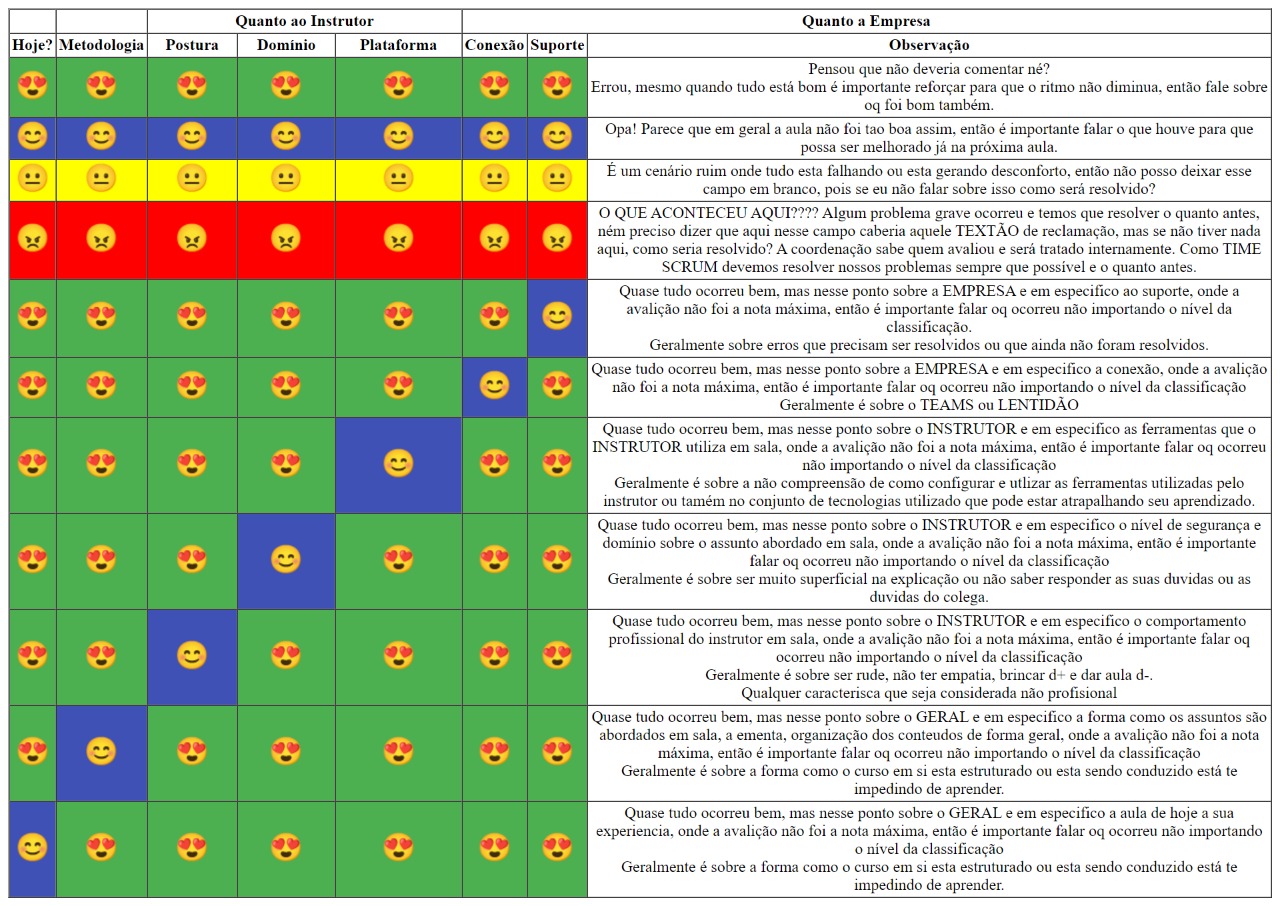 Quanto ao Instrutor Quanto a Empresa
Hoje? Metodologia Postura Domínio Plataforma Conexão Suporte Observação
Pensou que não deveria comentar né?
Errou, mesmo quando tudo está bom é importante reforçar para que o ritmo não diminua, então fale sobre
oq foi bom também.
Opa! Parece que em geral a aula não foi tao boa assim, então é importante falar o que houve para que
possa ser melhorado já na próxima aula.
É um cenário ruim onde tudo esta falhando ou esta gerando desconforto, então não posso deixar esse
campo em branco, pois se eu não falar sobre isso como será resolvido?
O QUE ACONTECEU AQUI???? Algum problema grave ocorreu e temos que resolver o quanto antes,
ném preciso dizer que aqui nesse campo caberia aquele TEXTÃO de reclamação, mas se não tiver nada
aqui, como seria resolvido? A coordenação sabe quem avaliou e será tratado internamente. Como TIME
SCRUM devemos resolver nossos problemas sempre que possível e o quanto antes.
Quase tudo ocorreu bem, mas nesse ponto sobre a EMPRESA e em especifico ao suporte, onde a
avalição não foi a nota máxima, então é importante falar oq ocorreu não importando o nível da
classificação.
Geralmente sobre erros que precisam ser resolvidos ou que ainda não foram resolvidos.
Quase tudo ocorreu bem, mas nesse ponto sobre a EMPRESA e em especifico a conexão, onde a avalição
não foi a nota máxima, então é importante falar oq ocorreu não importando o nível da classificação
Geralmente é sobre o TEAMS ou LENTIDÃO
Quase tudo ocorreu bem, mas nesse ponto sobre o INSTRUTOR e em especifico as ferramentas que o
INSTRUTOR utiliza em sala, onde a avalição não foi a nota máxima, então é importante falar oq ocorreu
não importando o nível da classificação
Geralmente é sobre a não compreensão de como configurar e utlizar as ferramentas utilizadas pelo
instrutor ou tamém no conjunto de tecnologias utilizado que pode estar atrapalhando seu aprendizado.
Quase tudo ocorreu bem, mas nesse ponto sobre o INSTRUTOR e em especifico o nível de segurança e
domínio sobre o assunto abordado em sala, onde a avalição não foi a nota máxima, então é importante
falar oq ocorreu não importando o nível da classificação
Geralmente é sobre ser muito superficial na explicação ou não saber responder as suas duvidas ou as
duvidas do colega.
Quase tudo ocorreu bem, mas nesse ponto sobre o INSTRUTOR e em especifico o comportamento
profissional do instrutor em sala, onde a avalição não foi a nota máxima, então é importante falar oq
ocorreu não importando o nível da classificação
Geralmente é sobre ser rude, não ter empatia, brincar d+ e dar aula d-.
Qualquer caracterisca que seja considerada não profisional
Quase tudo ocorreu bem, mas nesse ponto sobre o GERAL e em especifico a forma como os assuntos são
abordados em sala, a ementa, organização dos conteudos de forma geral, onde a avalição não foi a nota
máxima, então é importante falar oq ocorreu não importando o nível da classificação
Geralmente é sobre a forma como o curso em si esta estruturado ou esta sendo conduzido está te
impedindo de aprender.
Quase tudo ocorreu bem, mas nesse ponto sobre o GERAL e em especifico a aula de hoje a sua
experiencia, onde a avalição não foi a nota máxima, então é importante falar oq ocorreu não importando
o nível da classificação
Geralmente é sobre a forma como o curso em si esta estruturado ou esta sendo conduzido está te
impedindo de aprender.